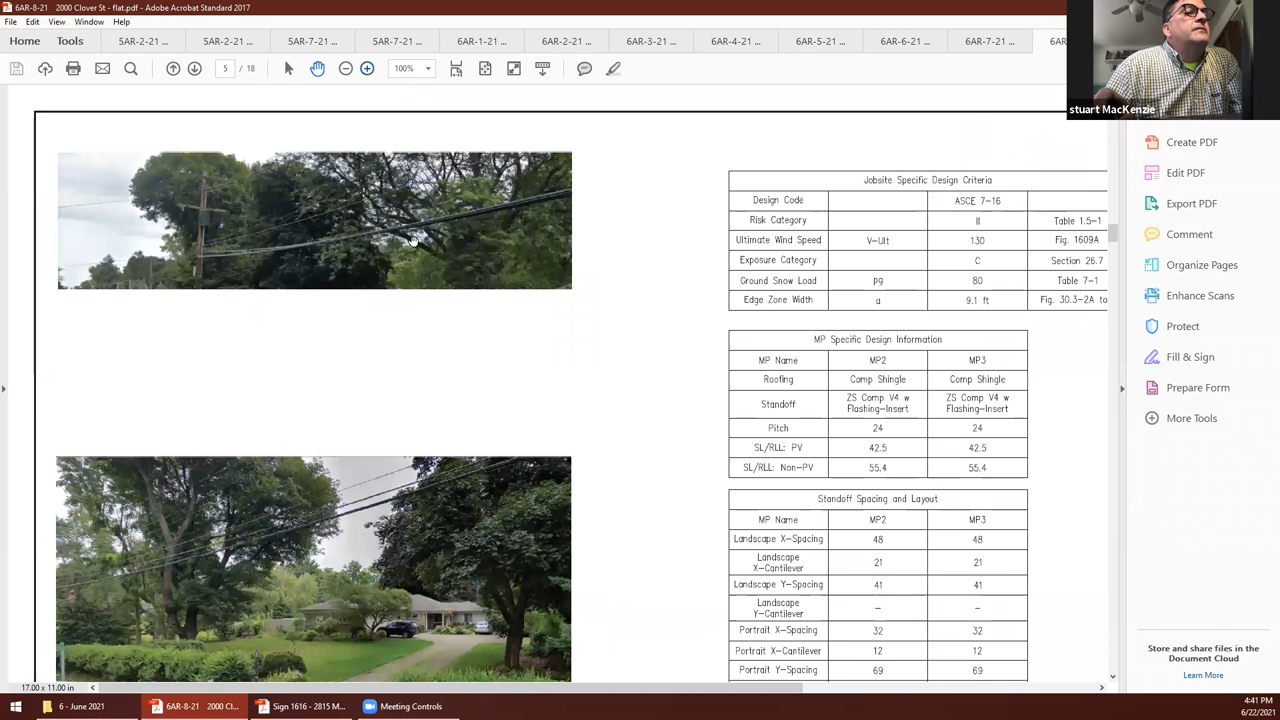 6AR-8-21 2000 Clover St - flat.pdf - Adobe Acrobat Standard 2017
File Edit View Window Help
Home Tools 5AR-2-21 ... 5AR-2-21 ... 5AR-7-21 ... 5AR-7-21 ... 6AR-1-21 ... 6AR-2-21 ... 6AR-3-21 ... 6AR-4-21 ... 6AR-5-21 ... 6AR-6-21 ... 6AR-7-21 ... 6AR
5 / 18 100%
stuart MacKenzie
Create PDF
Edit PDF
Export PDF
Comment
Organize Pages
Enhance Scans
Protect
Fill & Sign
Prepare Form
More Tools
Store and share files in the
Document Cloud
Learn More
Jobsite Specific Design Criteria
Design Code ASCE 7-16
Risk Category II Table 1.5-1
Ultimate Wind Speed V-Ult 130 Fig. 1609A
Exposure Category C Section 26.7
Ground Snow Load pg 80 Table 7-1
Edge Zone Width a 9.1 ft Fig. 30.3-2A to
MP Specific Design Information
MP Name MP2 MP3
Roofing Comp Shingle Comp Shingle
Standoff ZS Comp V4 w Flashing-Insert ZS Comp V4 w Flashing-Insert
Pitch 24 24
SL/RLL: PV 42.5 42.5
SL/RLL: Non-PV 55.4 55.4
Standoff Spacing and Layout
MP Name MP2 MP3
Landscape X-Spacing 48 48
Landscape X-Cantilever 21 21
Landscape Y-Spacing 41 41
Landscape Y-Cantilever - -
Portrait X-Spacing 32 32
Portrait X-Cantilever 12 12
Portrait Y-Spacing 69 69
17.00 x 11.00 in
6 - June 2021 6AR-8-21 2000 Cl... Sign 1616 - 2815 M... Meeting Controls
4:41 PM
6/22/2021